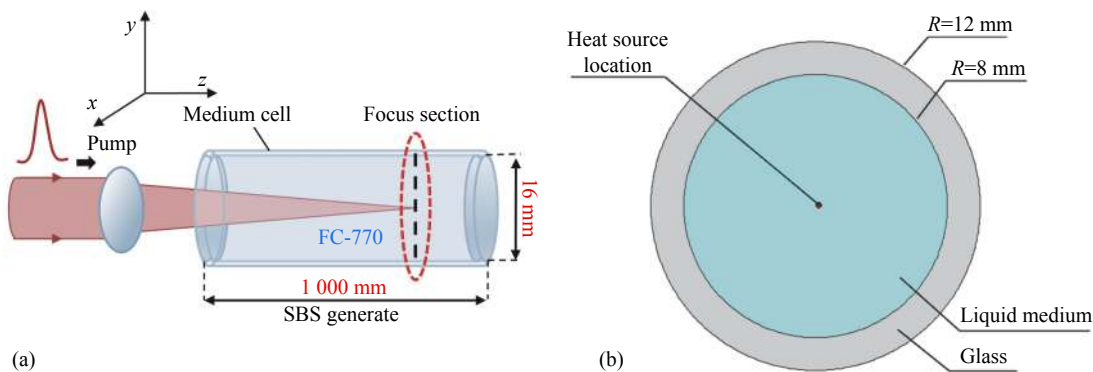 y
z
x
Pump
Medium cell
Focus section
FC-770
16 mm
1 000 mm
SBS generate
(a)
Heat source
location
R=12 mm
R=8 mm
Liquid medium
Glass
(b)